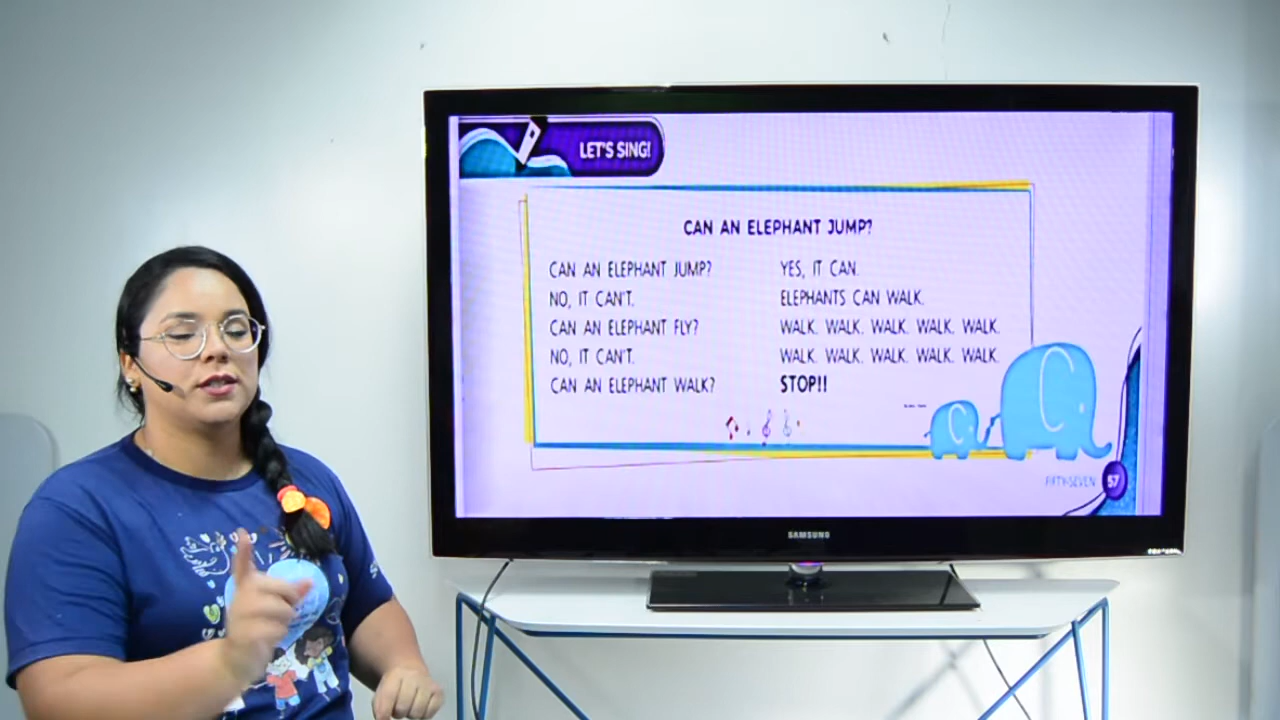 LET'S SING!
CAN AN ELEPHANT JUMP?
CAN AN ELEPHANT JUMP?
NO, IT CAN'T.
CAN AN ELEPHANT FLY?
NO, IT CAN'T.
CAN AN ELEPHANT WALK?
YES, IT CAN.
ELEPHANTS CAN WALK.
WALK. WALK. WALK. WALK. WALK.
WALK. WALK. WALK. WALK. WALK.
STOP!!
FIFTY-SEVEN 57
SAMSUNG